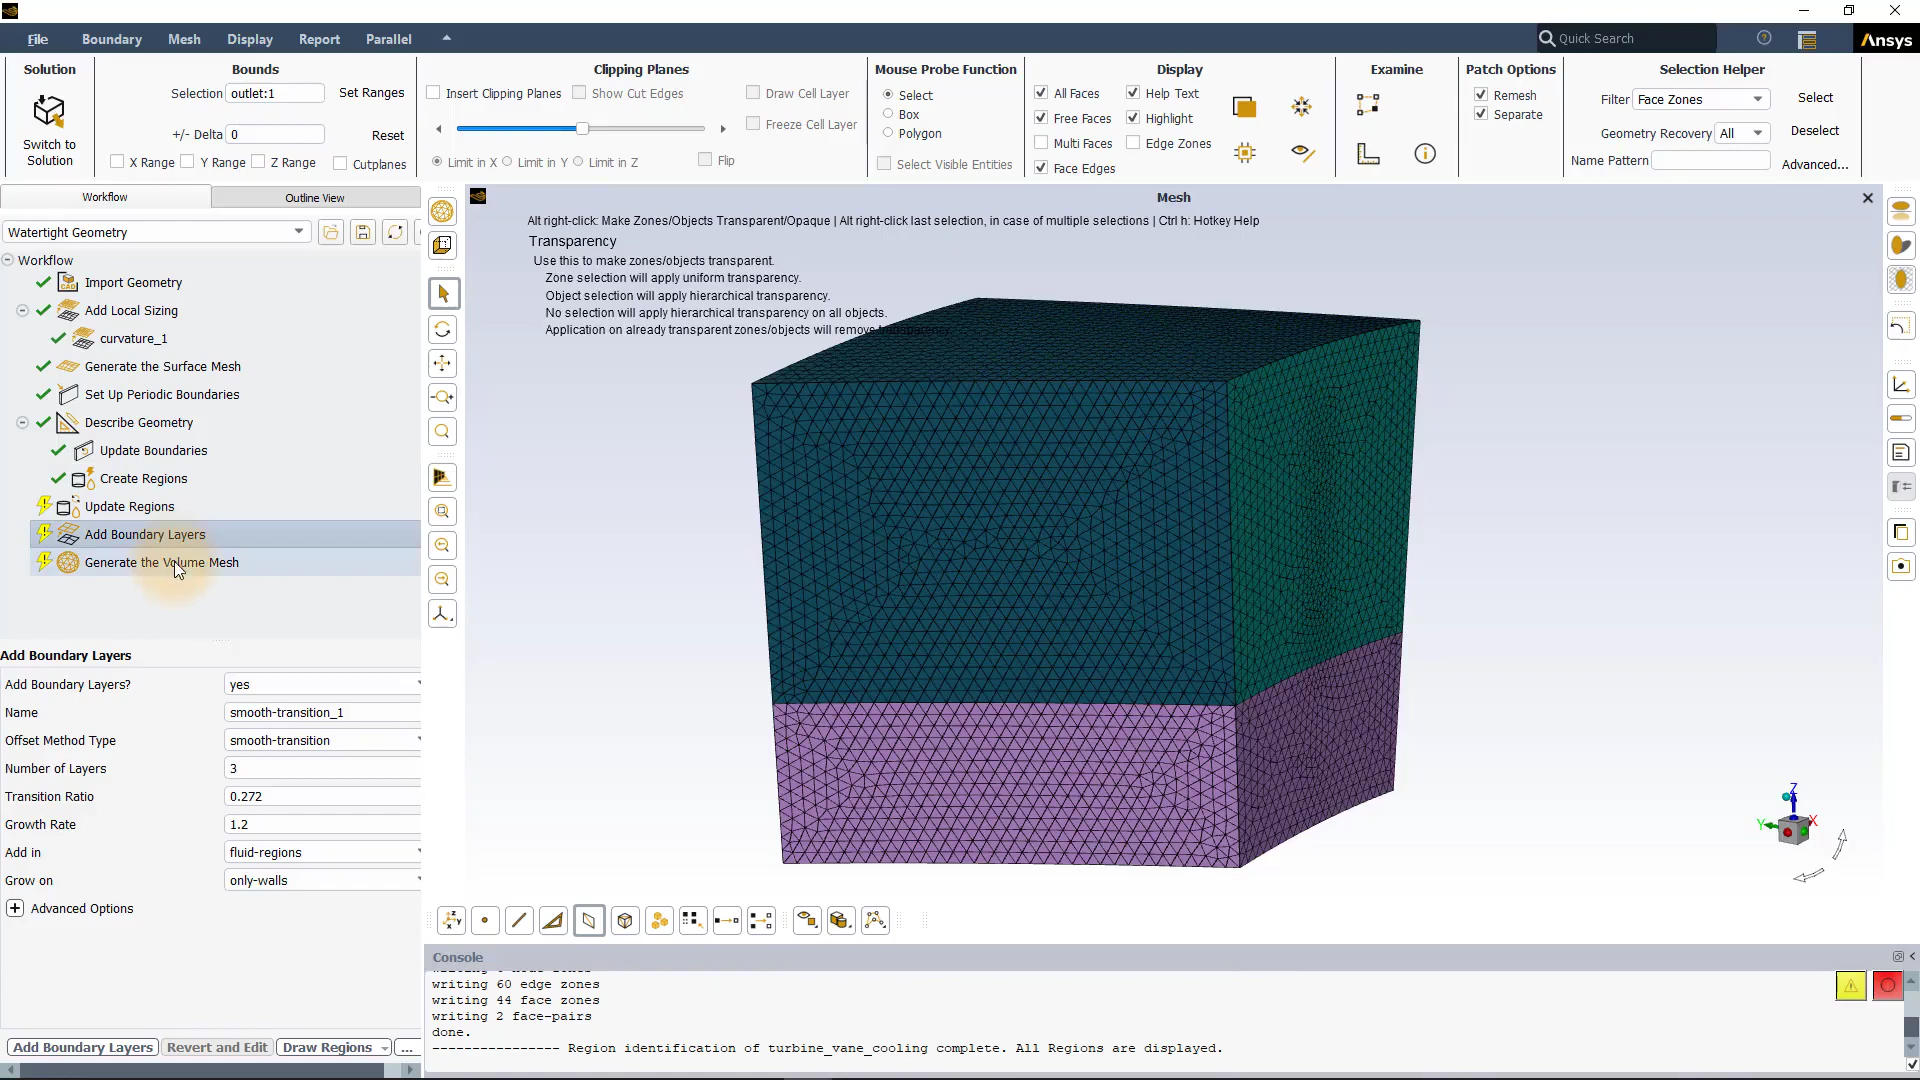 File Boundary Mesh Display Report Parallel Quick Search Ansys
Solution Bounds Clipping Planes Mouse Probe Function Display Examine Patch Options Selection Helper
Selection outlet:1 Set Ranges Insert Clipping Planes Show Cut Edges Draw Cell Layer Select All Faces Help Text Remesh Filter Face Zones Select
Box Free Faces Highlight Separate
Freeze Cell Layer
Switch to Solution +/- Delta 0 Reset Polygon Multi Faces Edge Zones Geometry Recovery All Deselect
X Range Y Range Z Range Cutplanes Limit in X Limit in Y Limit in Z Flip Select Visible Entities Face Edges Name Pattern Advanced...
Workflow Outline View Mesh
Watertight Geometry
Workflow
Import Geometry
Add Local Sizing
curvature_1
Generate the Surface Mesh
Set Up Periodic Boundaries
Describe Geometry
Update Boundaries
Create Regions
Update Regions
Add Boundary Layers
Generate the Volume Mesh
Add Boundary Layers
Add Boundary Layers? yes
Name smooth-transition_1
Offset Method Type smooth-transition
Number of Layers 3
Transition Ratio 0.272
Growth Rate 1.2
Add in fluid-regions
Grow on only-walls
Advanced Options
Add Boundary Layers Revert and Edit Draw Regions ...
Alt right-click: Make Zones/Objects Transparent/Opaque | Alt right-click last selection, in case of multiple selections | Ctrl h: Hotkey Help
Transparency
Use this to make zones/objects transparent.
Zone selection will apply uniform transparency.
Object selection will apply hierarchical transparency.
No selection will apply hierarchical transparency on all objects.
Application on already transparent zones/objects will remove transparency.
Z
Y X
Console
writing 60 edge zones
writing 44 face zones
writing 2 face-pairs
done.
---------------- Region identification of turbine_vane_cooling complete. All Regions are displayed.